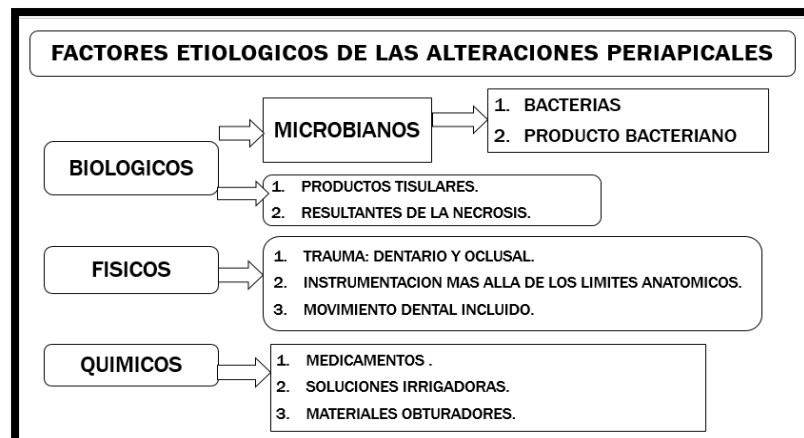 FACTORES ETIOLOGICOS DE LAS ALTERACIONES PERIAPICALES
BIOLOGICOS
MICROBIANOS
1. BACTERIAS
2. PRODUCTO BACTERIANO
1. PRODUCTOS TISULARES.
2. RESULTANTES DE LA NECROSIS.
FISICOS
1. TRAUMA: DENTARIO Y OCLUSAL.
2. INSTRUMENTACION MAS ALLA DE LOS LIMITES ANATOMICOS.
3. MOVIMIENTO DENTAL INCLUIDO.
QUIMICOS
1. MEDICAMENTOS .
2. SOLUCIONES IRRIGADORAS.
3. MATERIALES OBTURADORES.